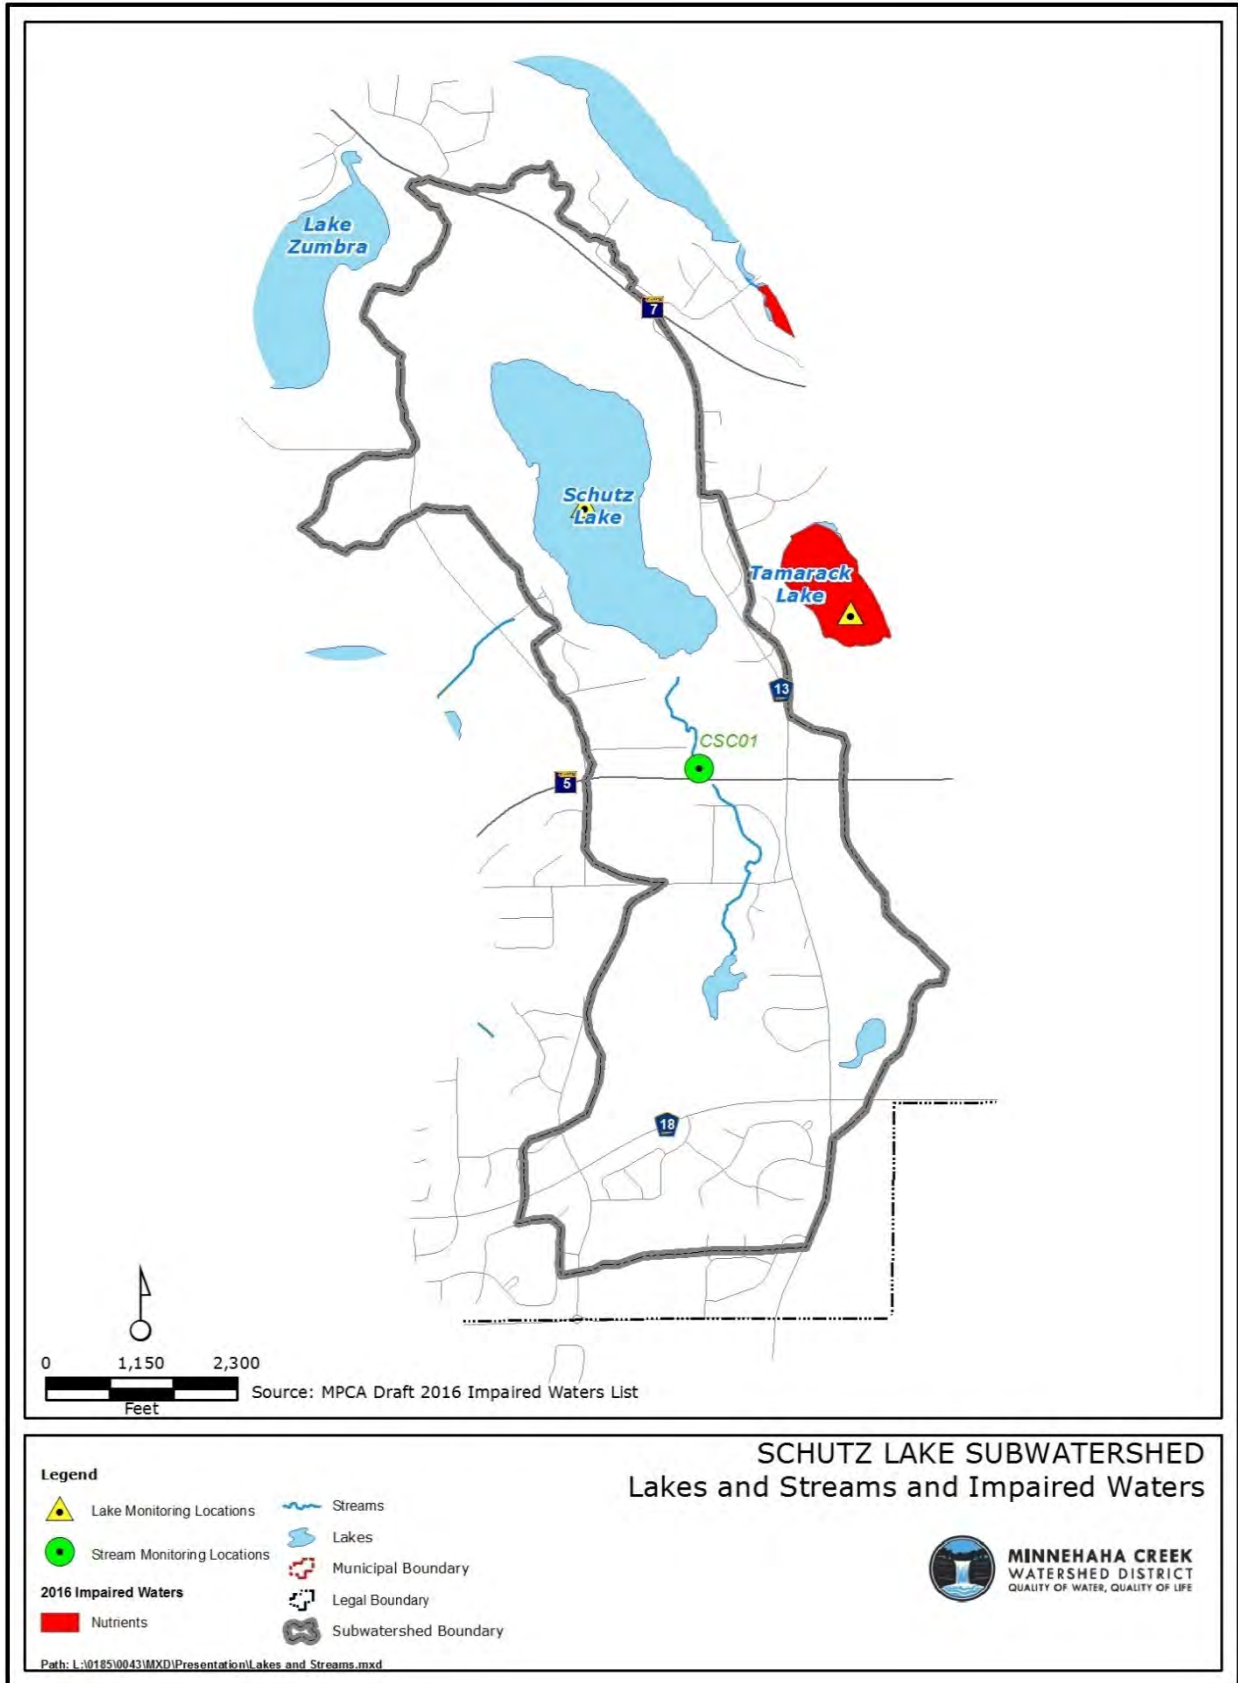 Lake
Zumbra
7
Schutz
Lake
Tamarack
Lake
13
CSC01
5
18
0 1,150 2,300
Feet
Source: MPCA Draft 2016 Impaired Waters List
SCHUTZ LAKE SUBWATERSHED
Lakes and Streams and Impaired Waters
Legend
Lake Monitoring Locations
Stream Monitoring Locations
2016 Impaired Waters
Nutrients
Streams
Lakes
Municipal Boundary
Legal Boundary
Subwatershed Boundary
MINNEHAHA CREEK
WATERSHED DISTRICT
QUALITY OF WATER, QUALITY OF LIFE
Path: L:\0185\0043\MXD\Presentation\Lakes and Streams.mxd